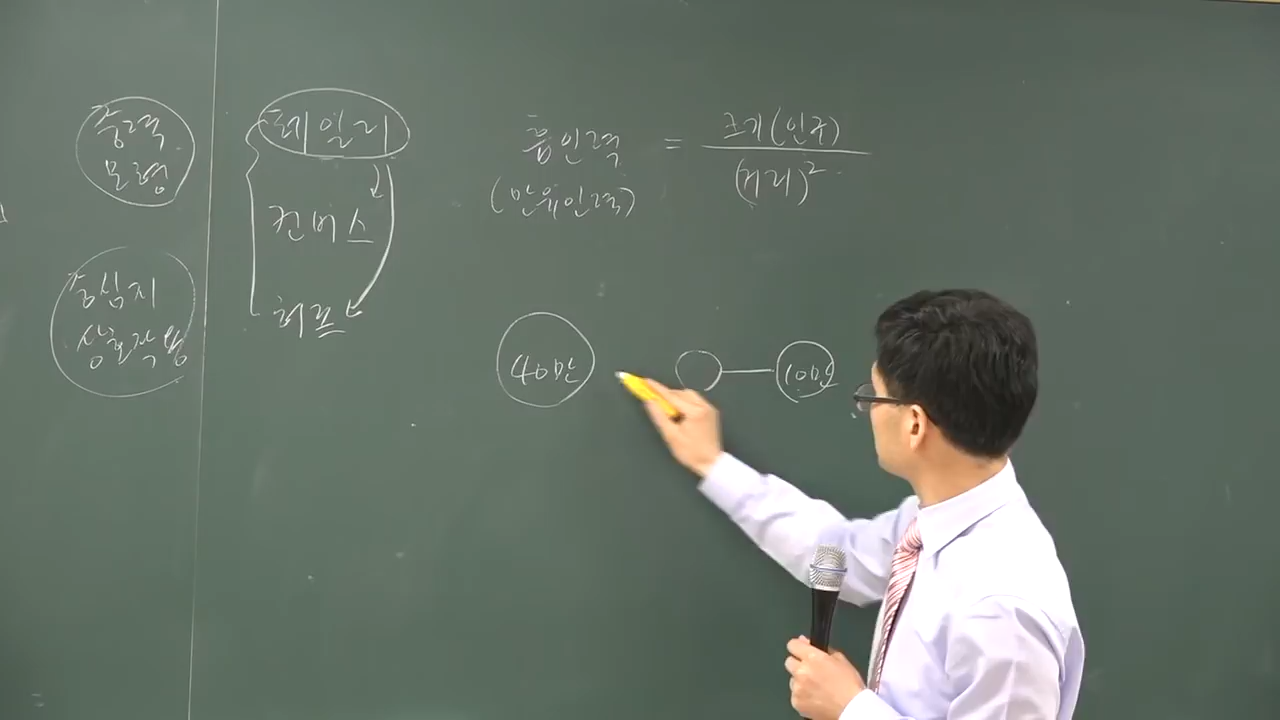 중력
모형
중심지
상호작용
레일리
컨버스
허프
흡인력 = 크기(인구)
(거리)²
(만유인력)
40만
10만